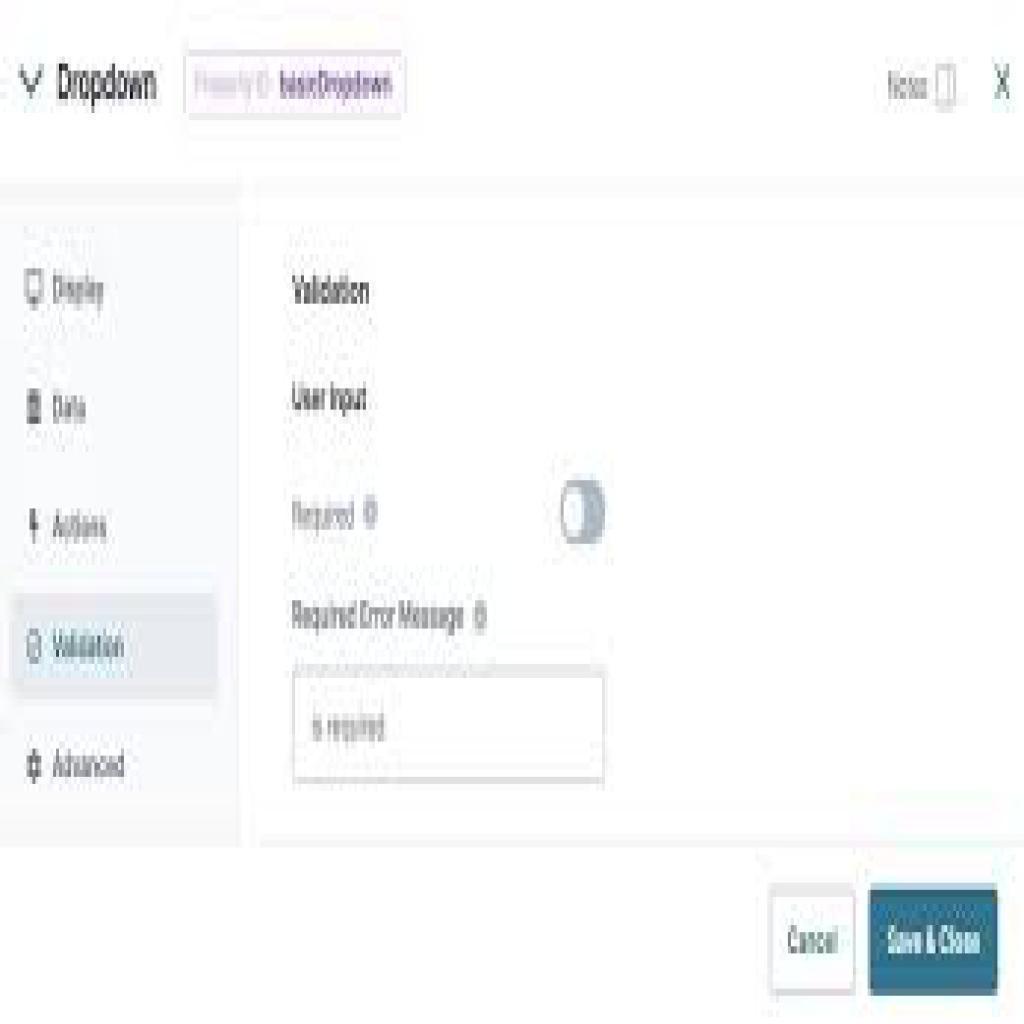 Dropdown
Property ID: basicDropdown
Notes
X
Display
Data
Actions
Validation
Advanced
Validation
User Input
Required
Required Error Message
is required
Cancel
Save & Close